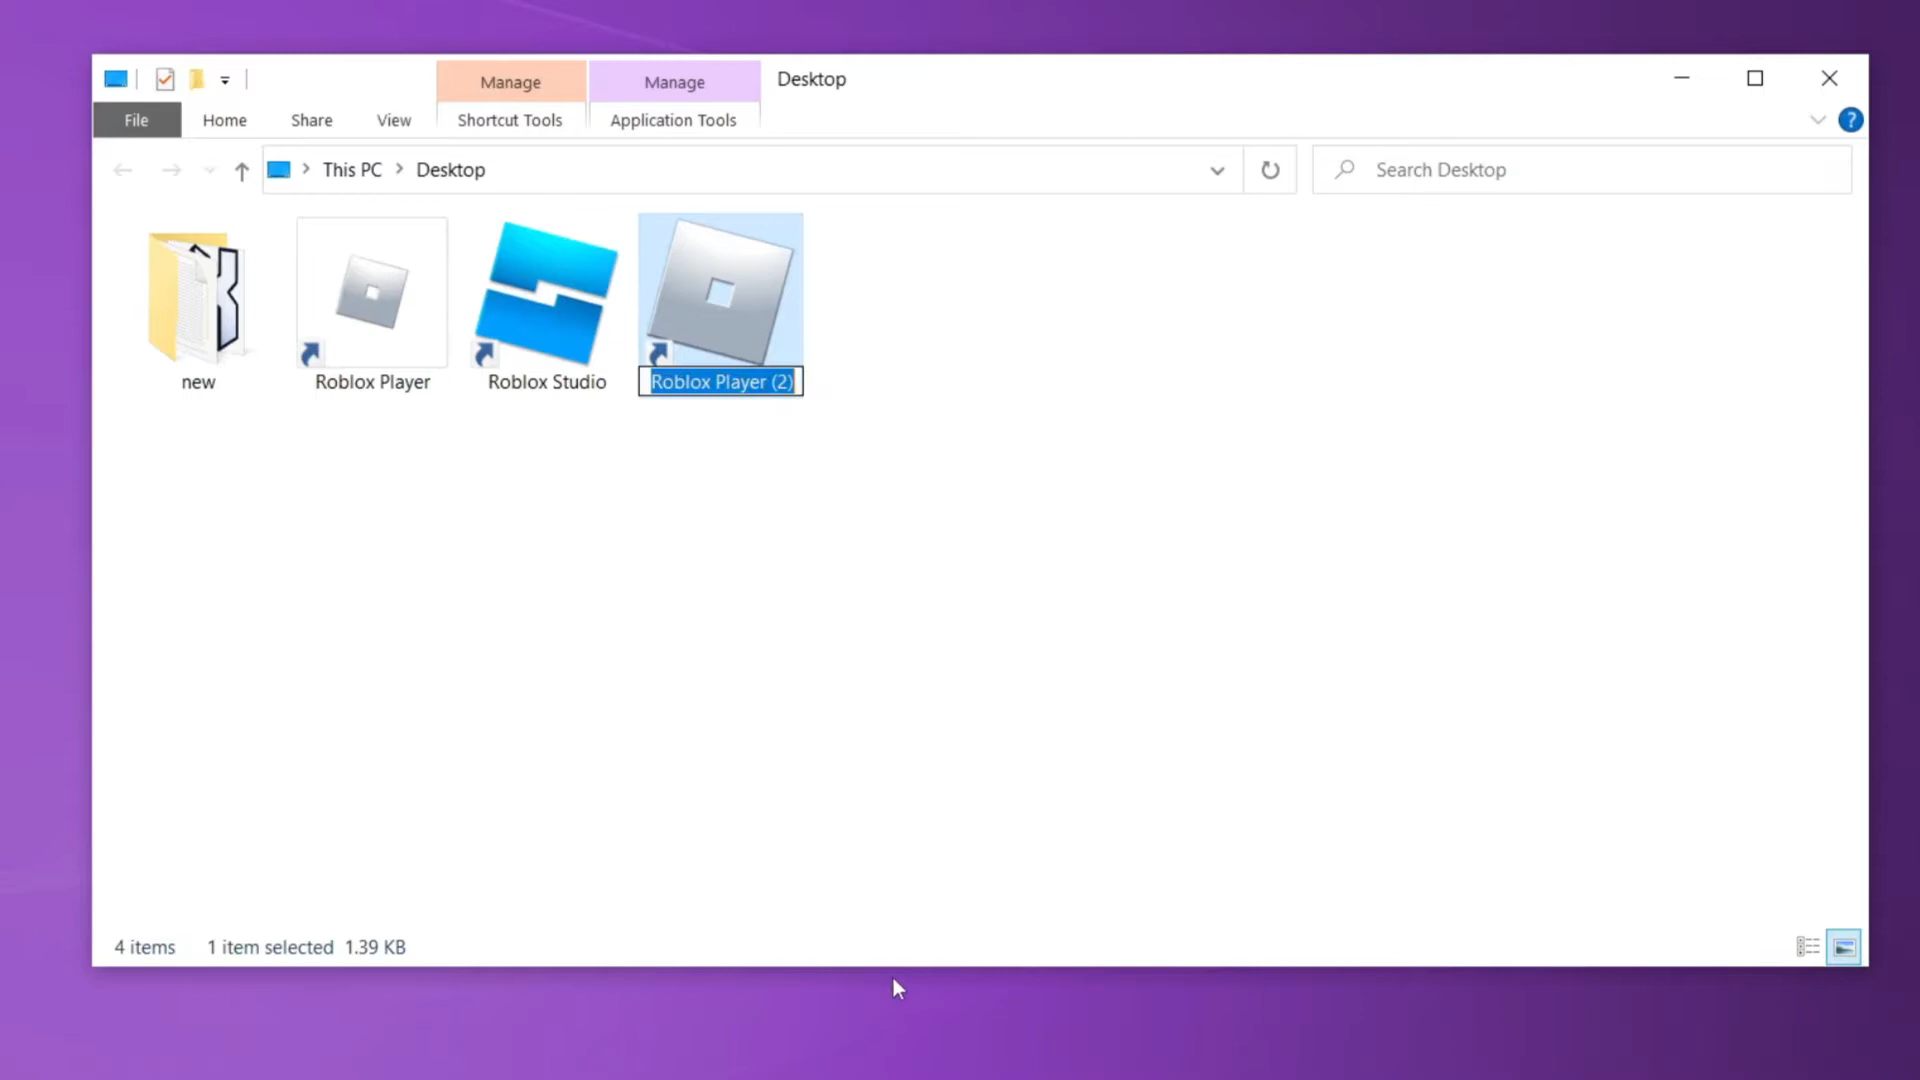 Manage
Manage
Desktop
File
Home
Share
View
Shortcut Tools
Application Tools
?
This PC
Desktop
Search Desktop
new
Roblox Player
Roblox Studio
Roblox Player (2)
4 items
1 item selected 1.39 KB